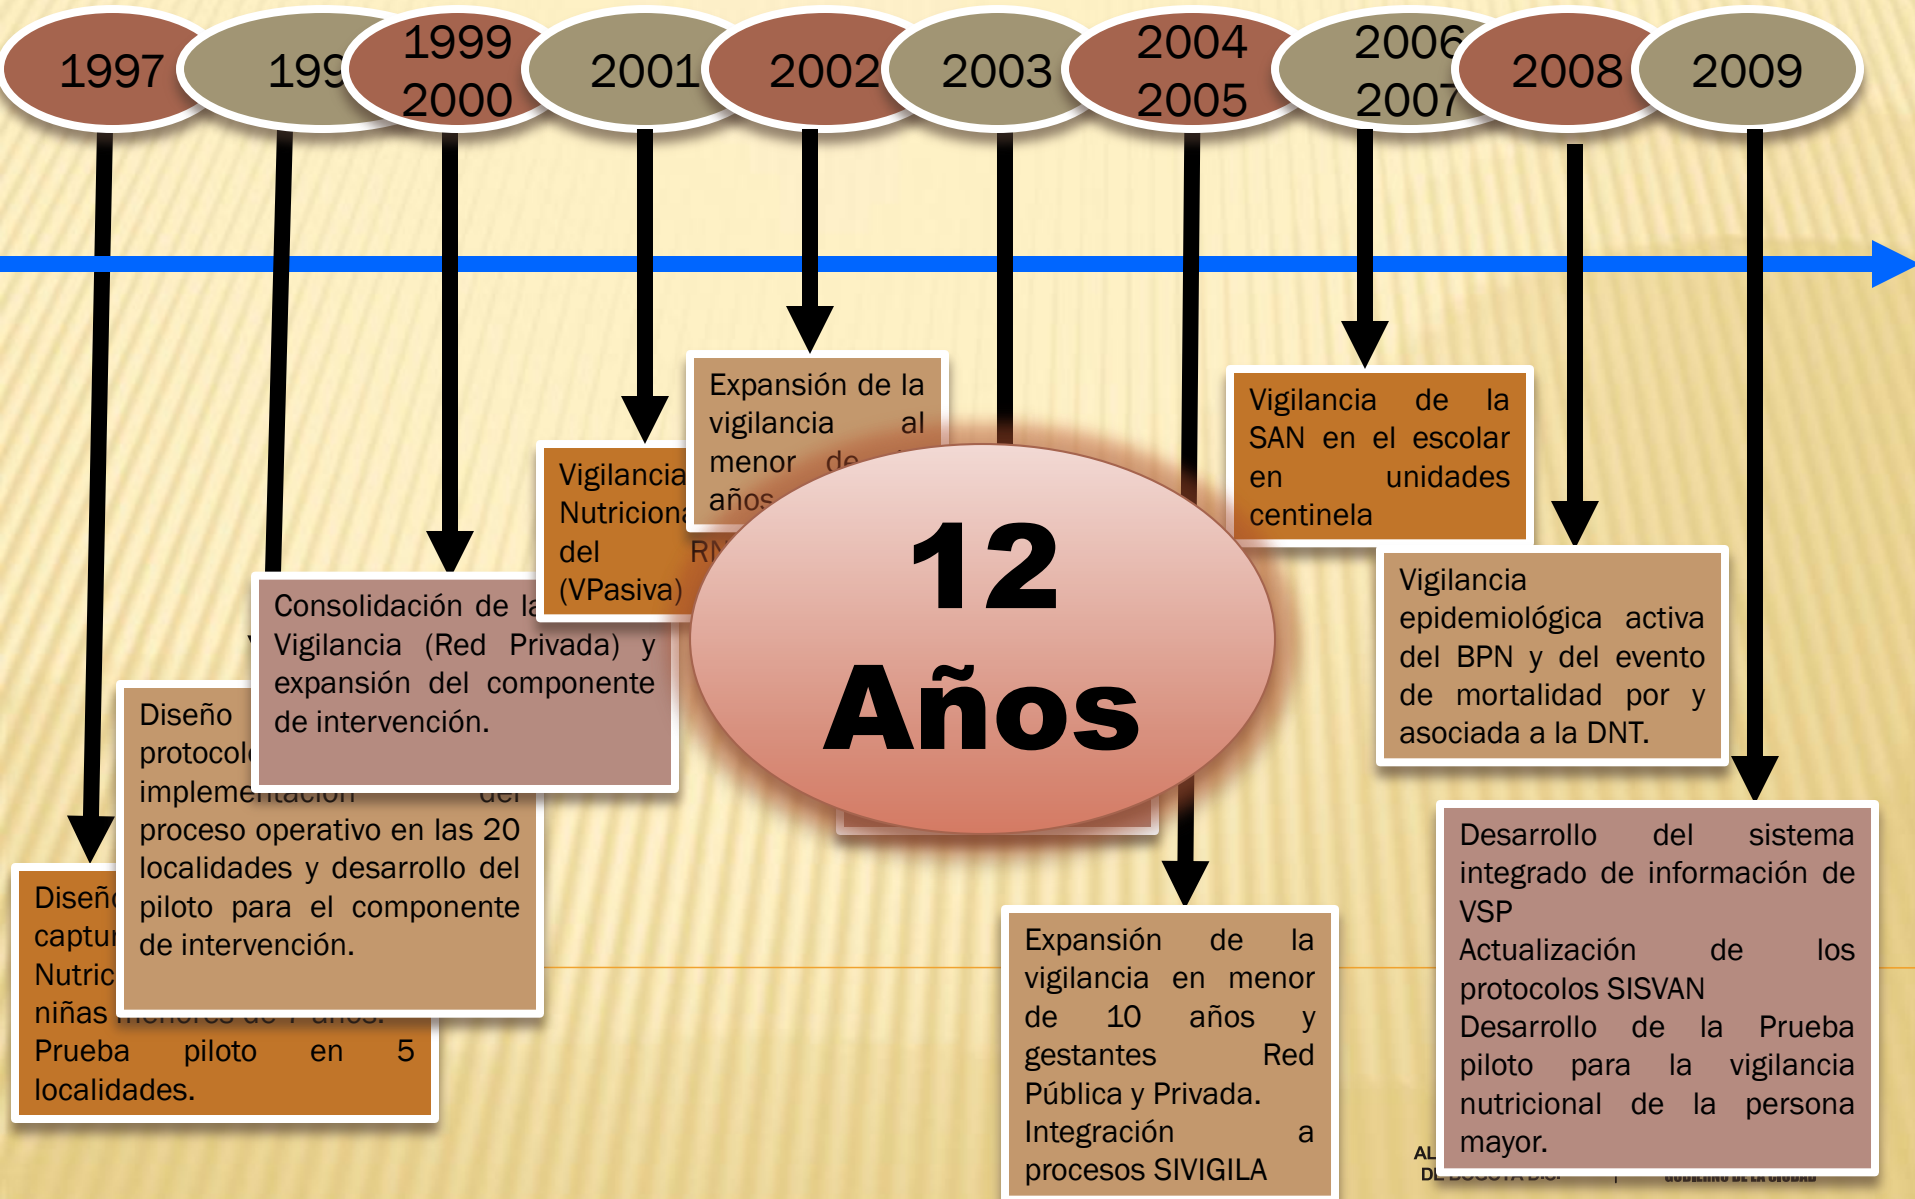 1997
1999
2000
2001
2002
2003
2004
2005
2006
2007
2008
2009
Expansión de la
vigilancia al
menor de
años
Vigilancia
del RN
(VPasiva)
Consolidación de la
Vigilancia (Red Privada) y
expansión del componente
de intervención.
Diseño
proceso operativo en las 20
localidades y desarrollo del
piloto para el componente
de intervención.
niñas menores de 7 años.
Prueba piloto en 5
localidades.
12
Años
Vigilancia de la
SAN en el escolar
en unidades
centinela
Vigilancia
epidemiológica activa
del BPN y del evento
de mortalidad por y
asociada a la DNT.
Expansión de la
vigilancia en menor
de 10 años y
gestantes Red
Pública y Privada.
Integración a
procesos SIVIGILA
Desarrollo del sistema
integrado de información de
VSP
Actualización de los
protocolos SISVAN
Desarrollo de la Prueba
piloto para la vigilancia
nutricional de la persona
mayor.